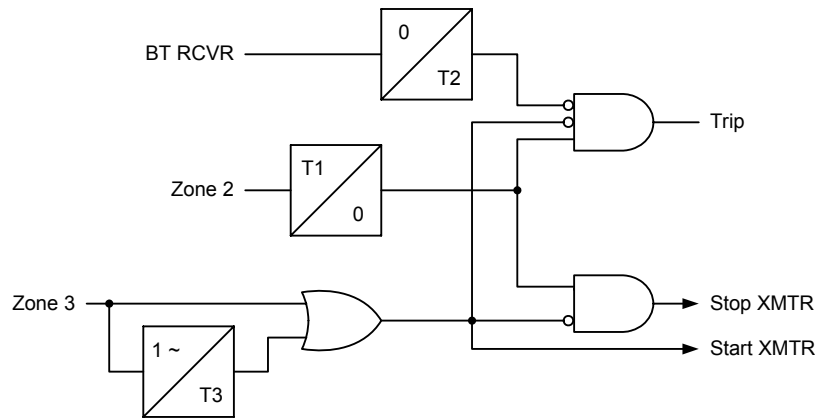 0
BT RCVR
T2
Trip
T1
Zone 2
0
Zone 3
Stop XMTR
1 ~
Start XMTR
T3